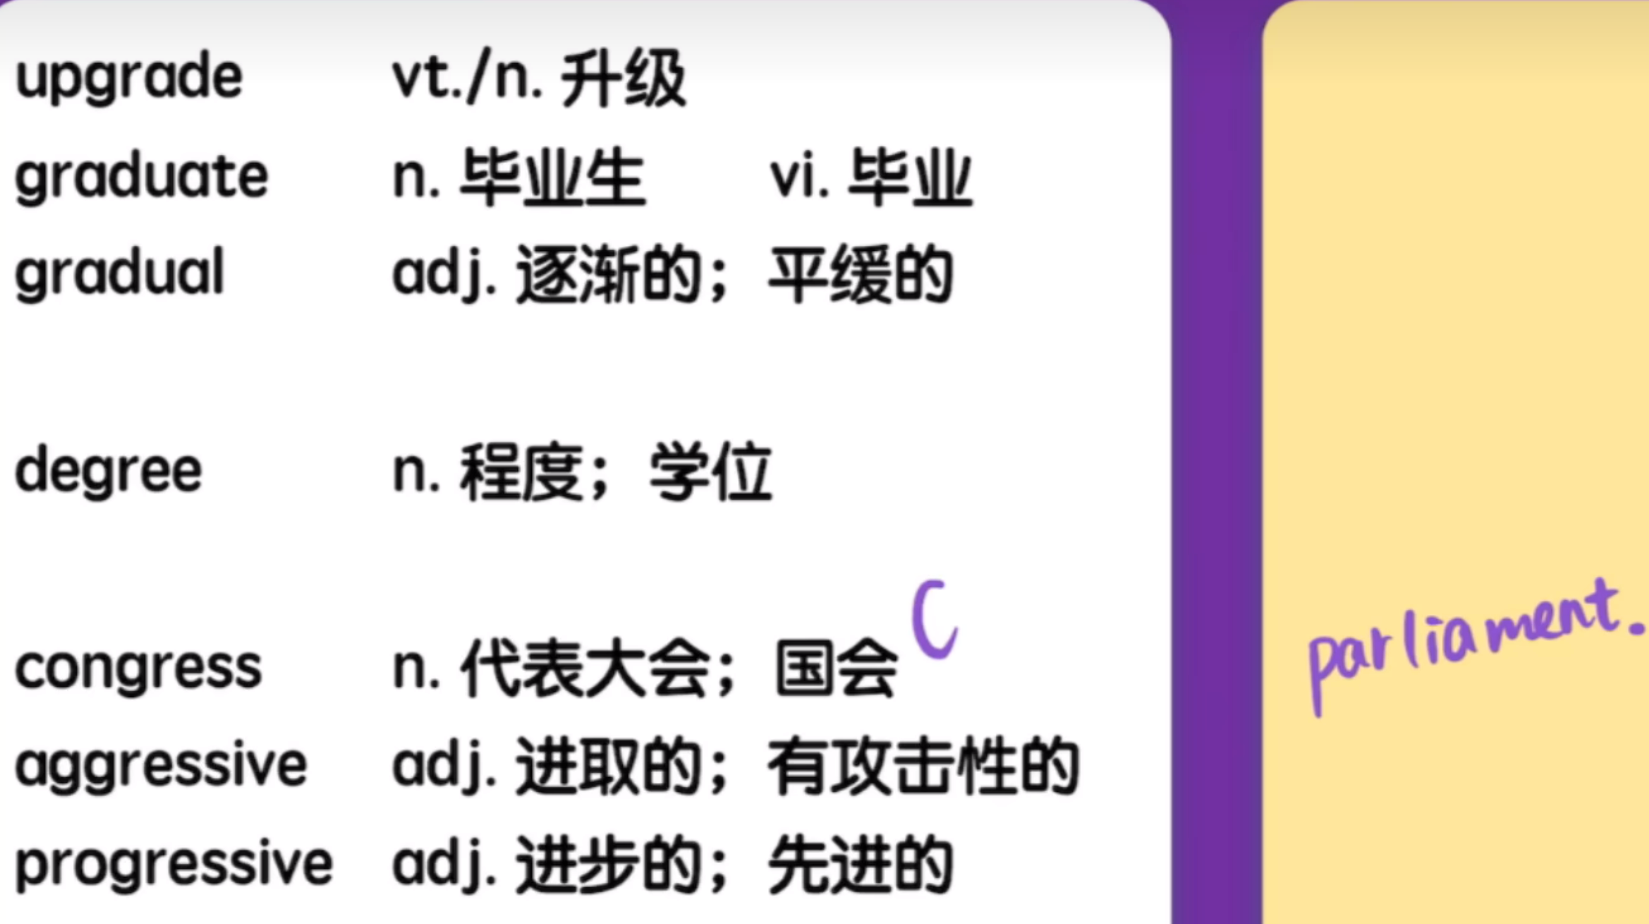 upgrade vt./n. 升级
graduate n. 毕业生 vi. 毕业
gradual adj. 逐渐的；平缓的
degree n. 程度；学位
C
congress n. 代表大会；国会
parliament.
aggressive adj. 进取的；有攻击性的
progressive adj. 进步的；先进的